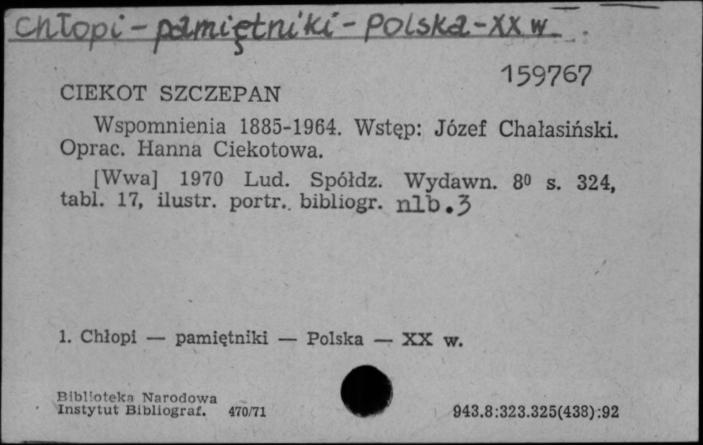 Chłopi - pamiętniki - Polska - XX w.
159767
CIEKOT SZCZEPAN
Wspomnienia 1885-1964. Wstęp: Józef Chałasiński.
Oprac. Hanna Ciekotowa.
[Wwa] 1970 Lud. Spółdz. Wydawn. 8⁰ s. 324,
tabl. 17, ilustr. portr. bibliogr. nlb. 3
1. Chłopi — pamiętniki — Polska — XX w.
Biblioteka Narodowa
Instytut Bibliograf. 470/71
943.8:323.325(438):92